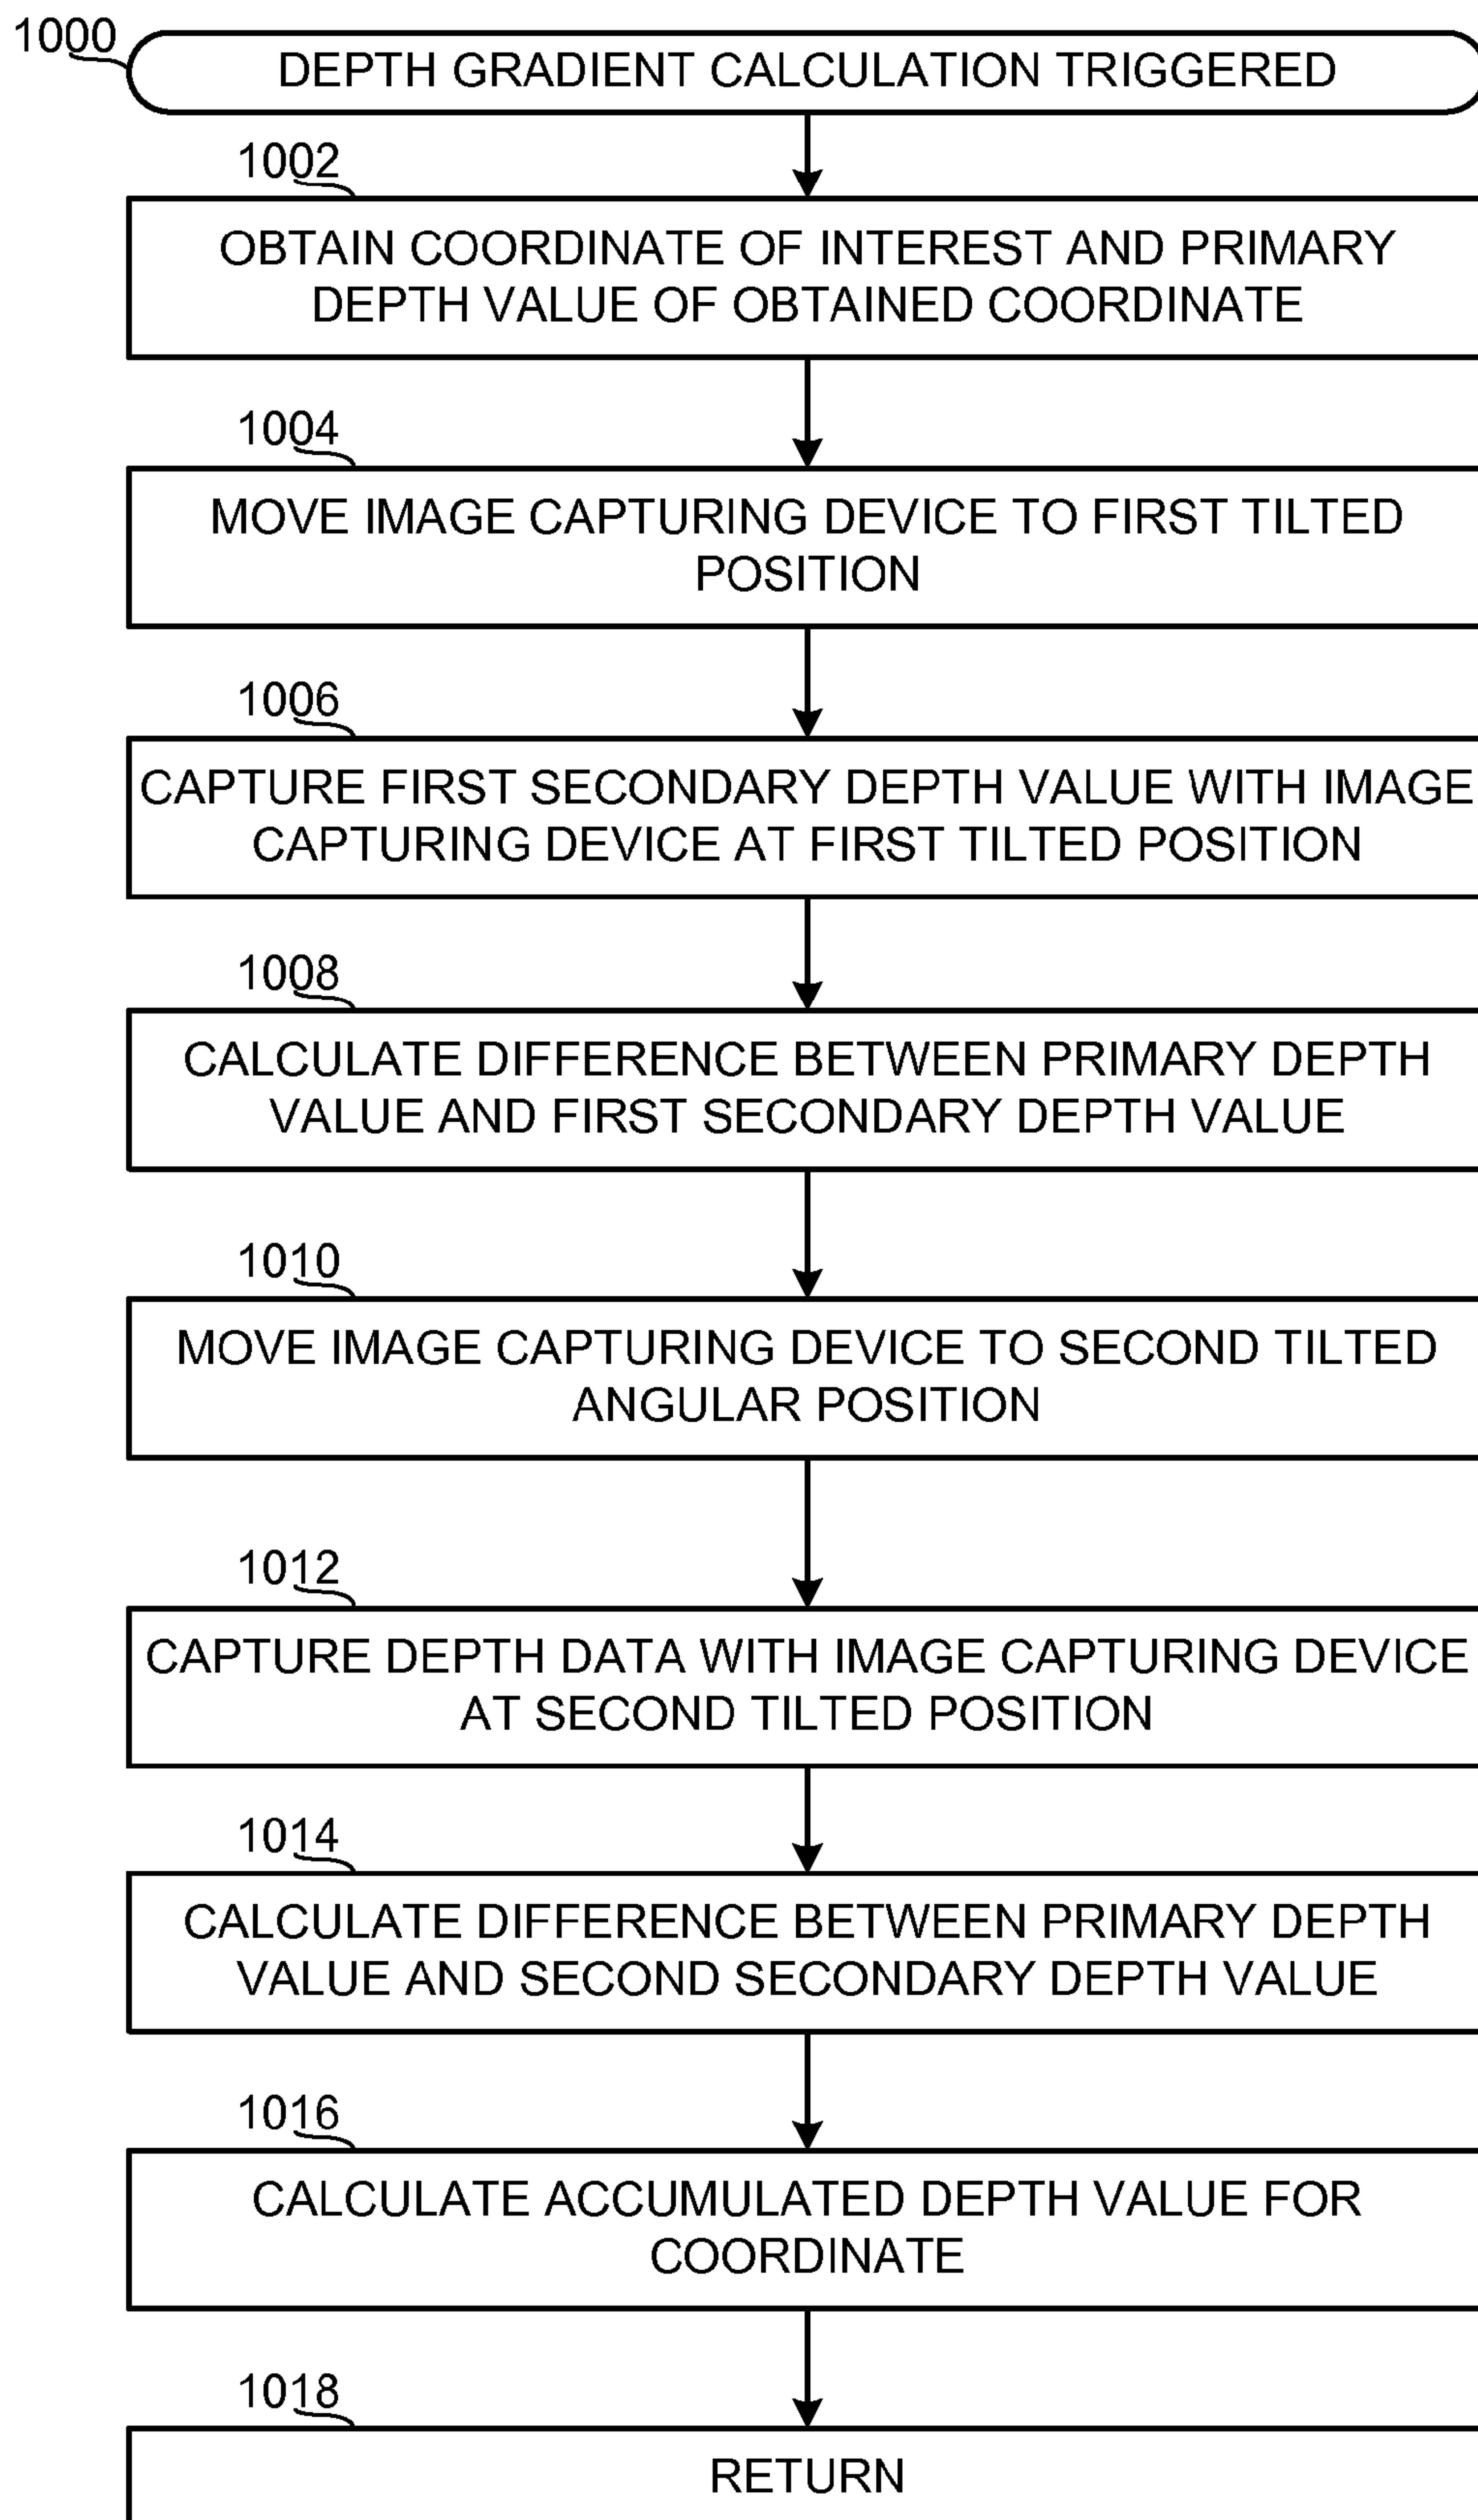 1000
DEPTH GRADIENT CALCULATION TRIGGERED
1002
OBTAIN COORDINATE OF INTEREST AND PRIMARY
DEPTH VALUE OF OBTAINED COORDINATE
1004
MOVE IMAGE CAPTURING DEVICE TO FIRST TILTED
POSITION
1006
CAPTURE FIRST SECONDARY DEPTH VALUE WITH IMAGE
CAPTURING DEVICE AT FIRST TILTED POSITION
1008
CALCULATE DIFFERENCE BETWEEN PRIMARY DEPTH
VALUE AND FIRST SECONDARY DEPTH VALUE
1010
MOVE IMAGE CAPTURING DEVICE TO SECOND TILTED
ANGULAR POSITION
1012
CAPTURE DEPTH DATA WITH IMAGE CAPTURING DEVICE
AT SECOND TILTED POSITION
1014
CALCULATE DIFFERENCE BETWEEN PRIMARY DEPTH
VALUE AND SECOND SECONDARY DEPTH VALUE
1016
CALCULATE ACCUMULATED DEPTH VALUE FOR
COORDINATE
1018
RETURN